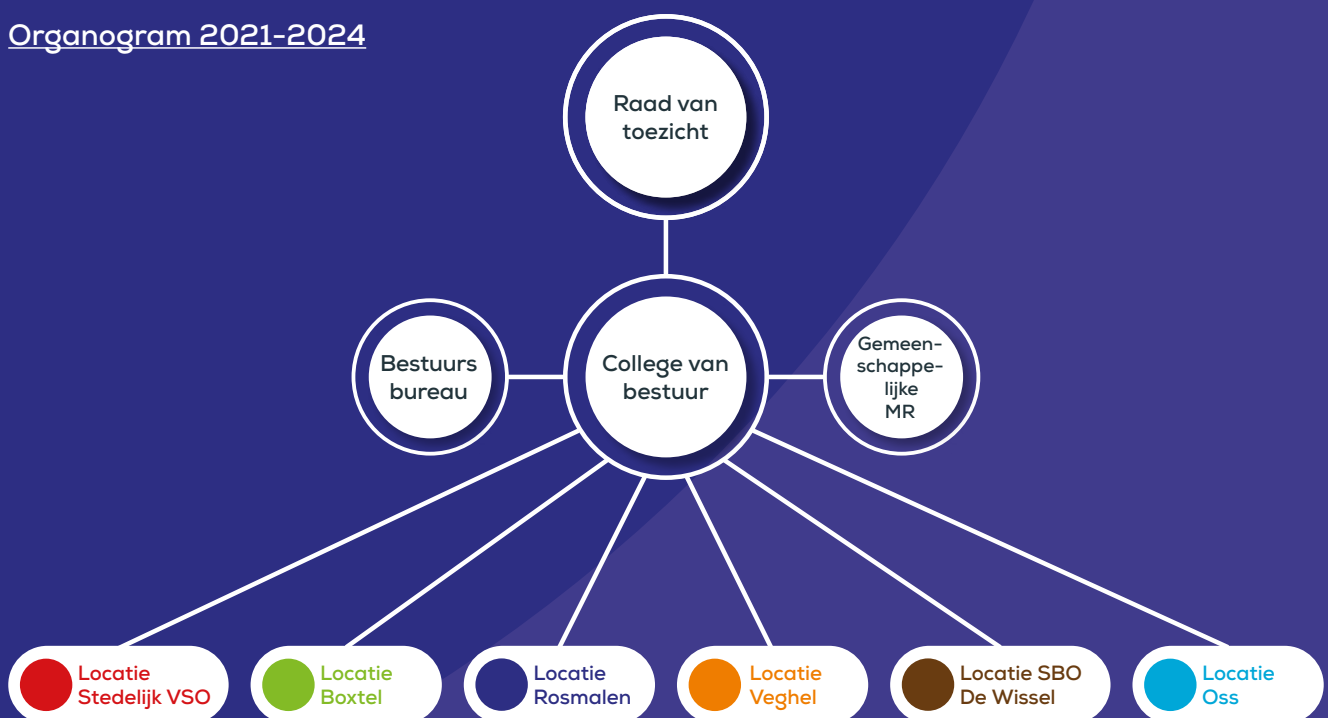 Organogram 2021-2024
Raad van
toezicht
Bestuurs
bureau
College van
bestuur
Gemeen-
schappe-
lijke
MR
Locatie
Stedelijk VSO
Locatie
Boxtel
Locatie
Rosmalen
Locatie
Veghel
Locatie SBO
De Wissel
Locatie
Oss